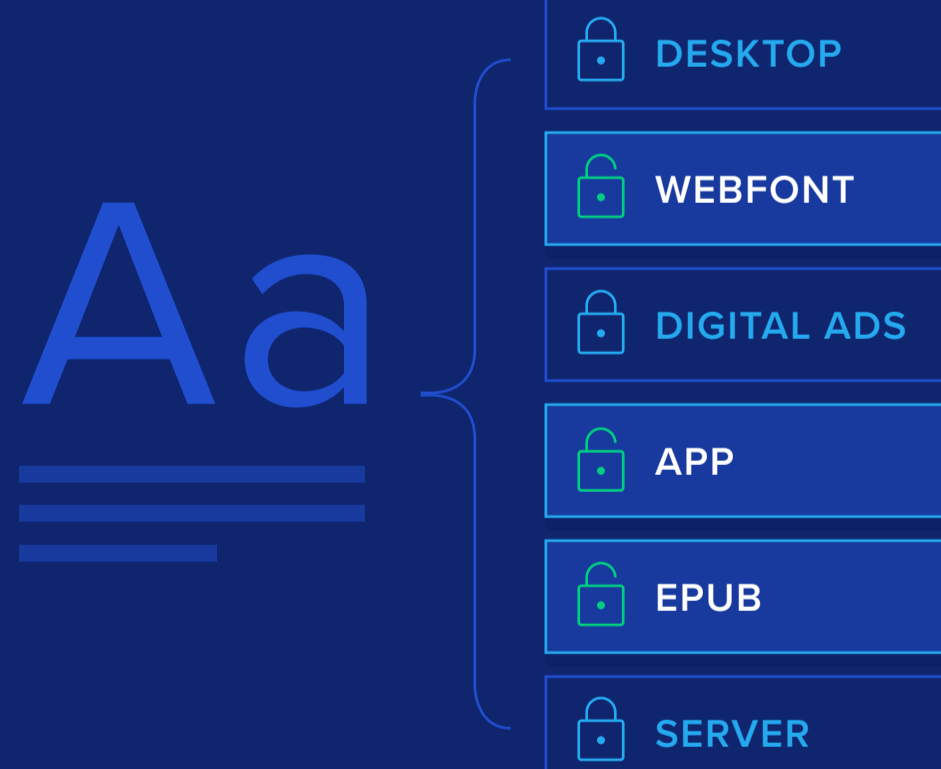 Aa
DESKTOP
WEBFONT
DIGITAL ADS
APP
EPUB
SERVER